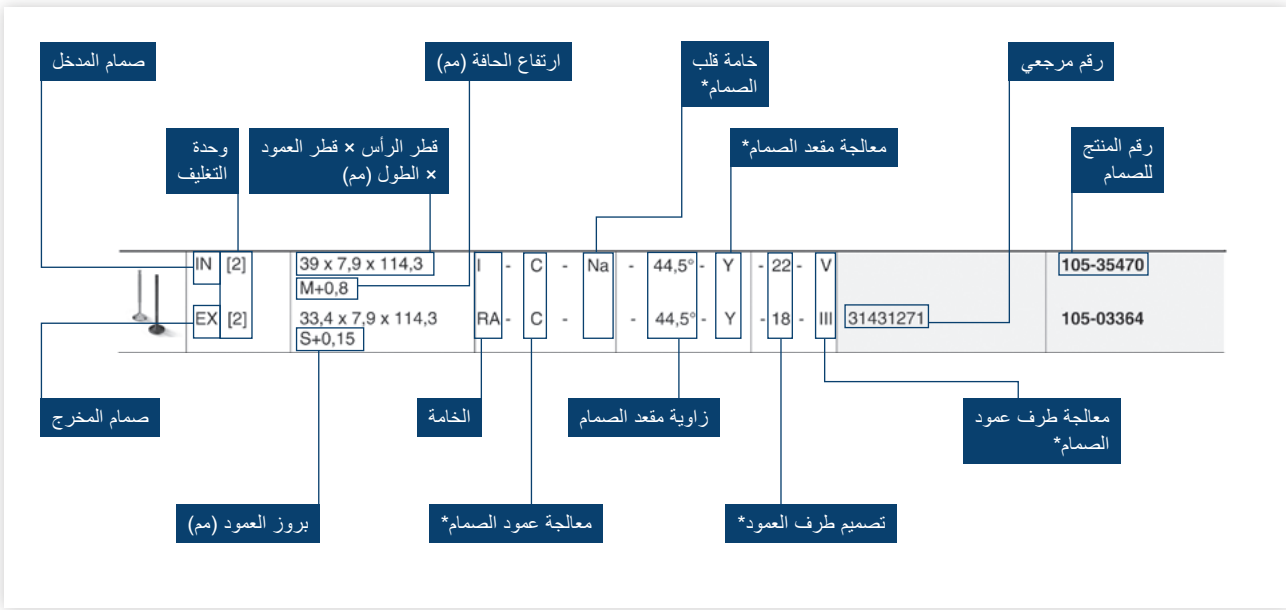 صمام المدخل
ارتفاع الحافة (مم)
خامة قلب
الصمام*
رقم مرجعي
وحدة
التغليف
قطر الرأس × قطر العمود
× الطول (مم)
معالجة مقعد الصمام*
رقم المنتج
للصمام
IN [2] 39 x 7,9 x 114,3 I - C - Na - 44,5° - Y - 22 - V 105-35470
M+0,8
EX [2] 33,4 x 7,9 x 114,3 RA - C - - 44,5° - Y - 18 - III 31431271 105-03364
S+0,15
صمام المخرج
الخامة
زاوية مقعد الصمام
معالجة طرف عمود
الصمام*
بروز العمود (مم)
معالجة عمود الصمام*
تصميم طرف العمود*